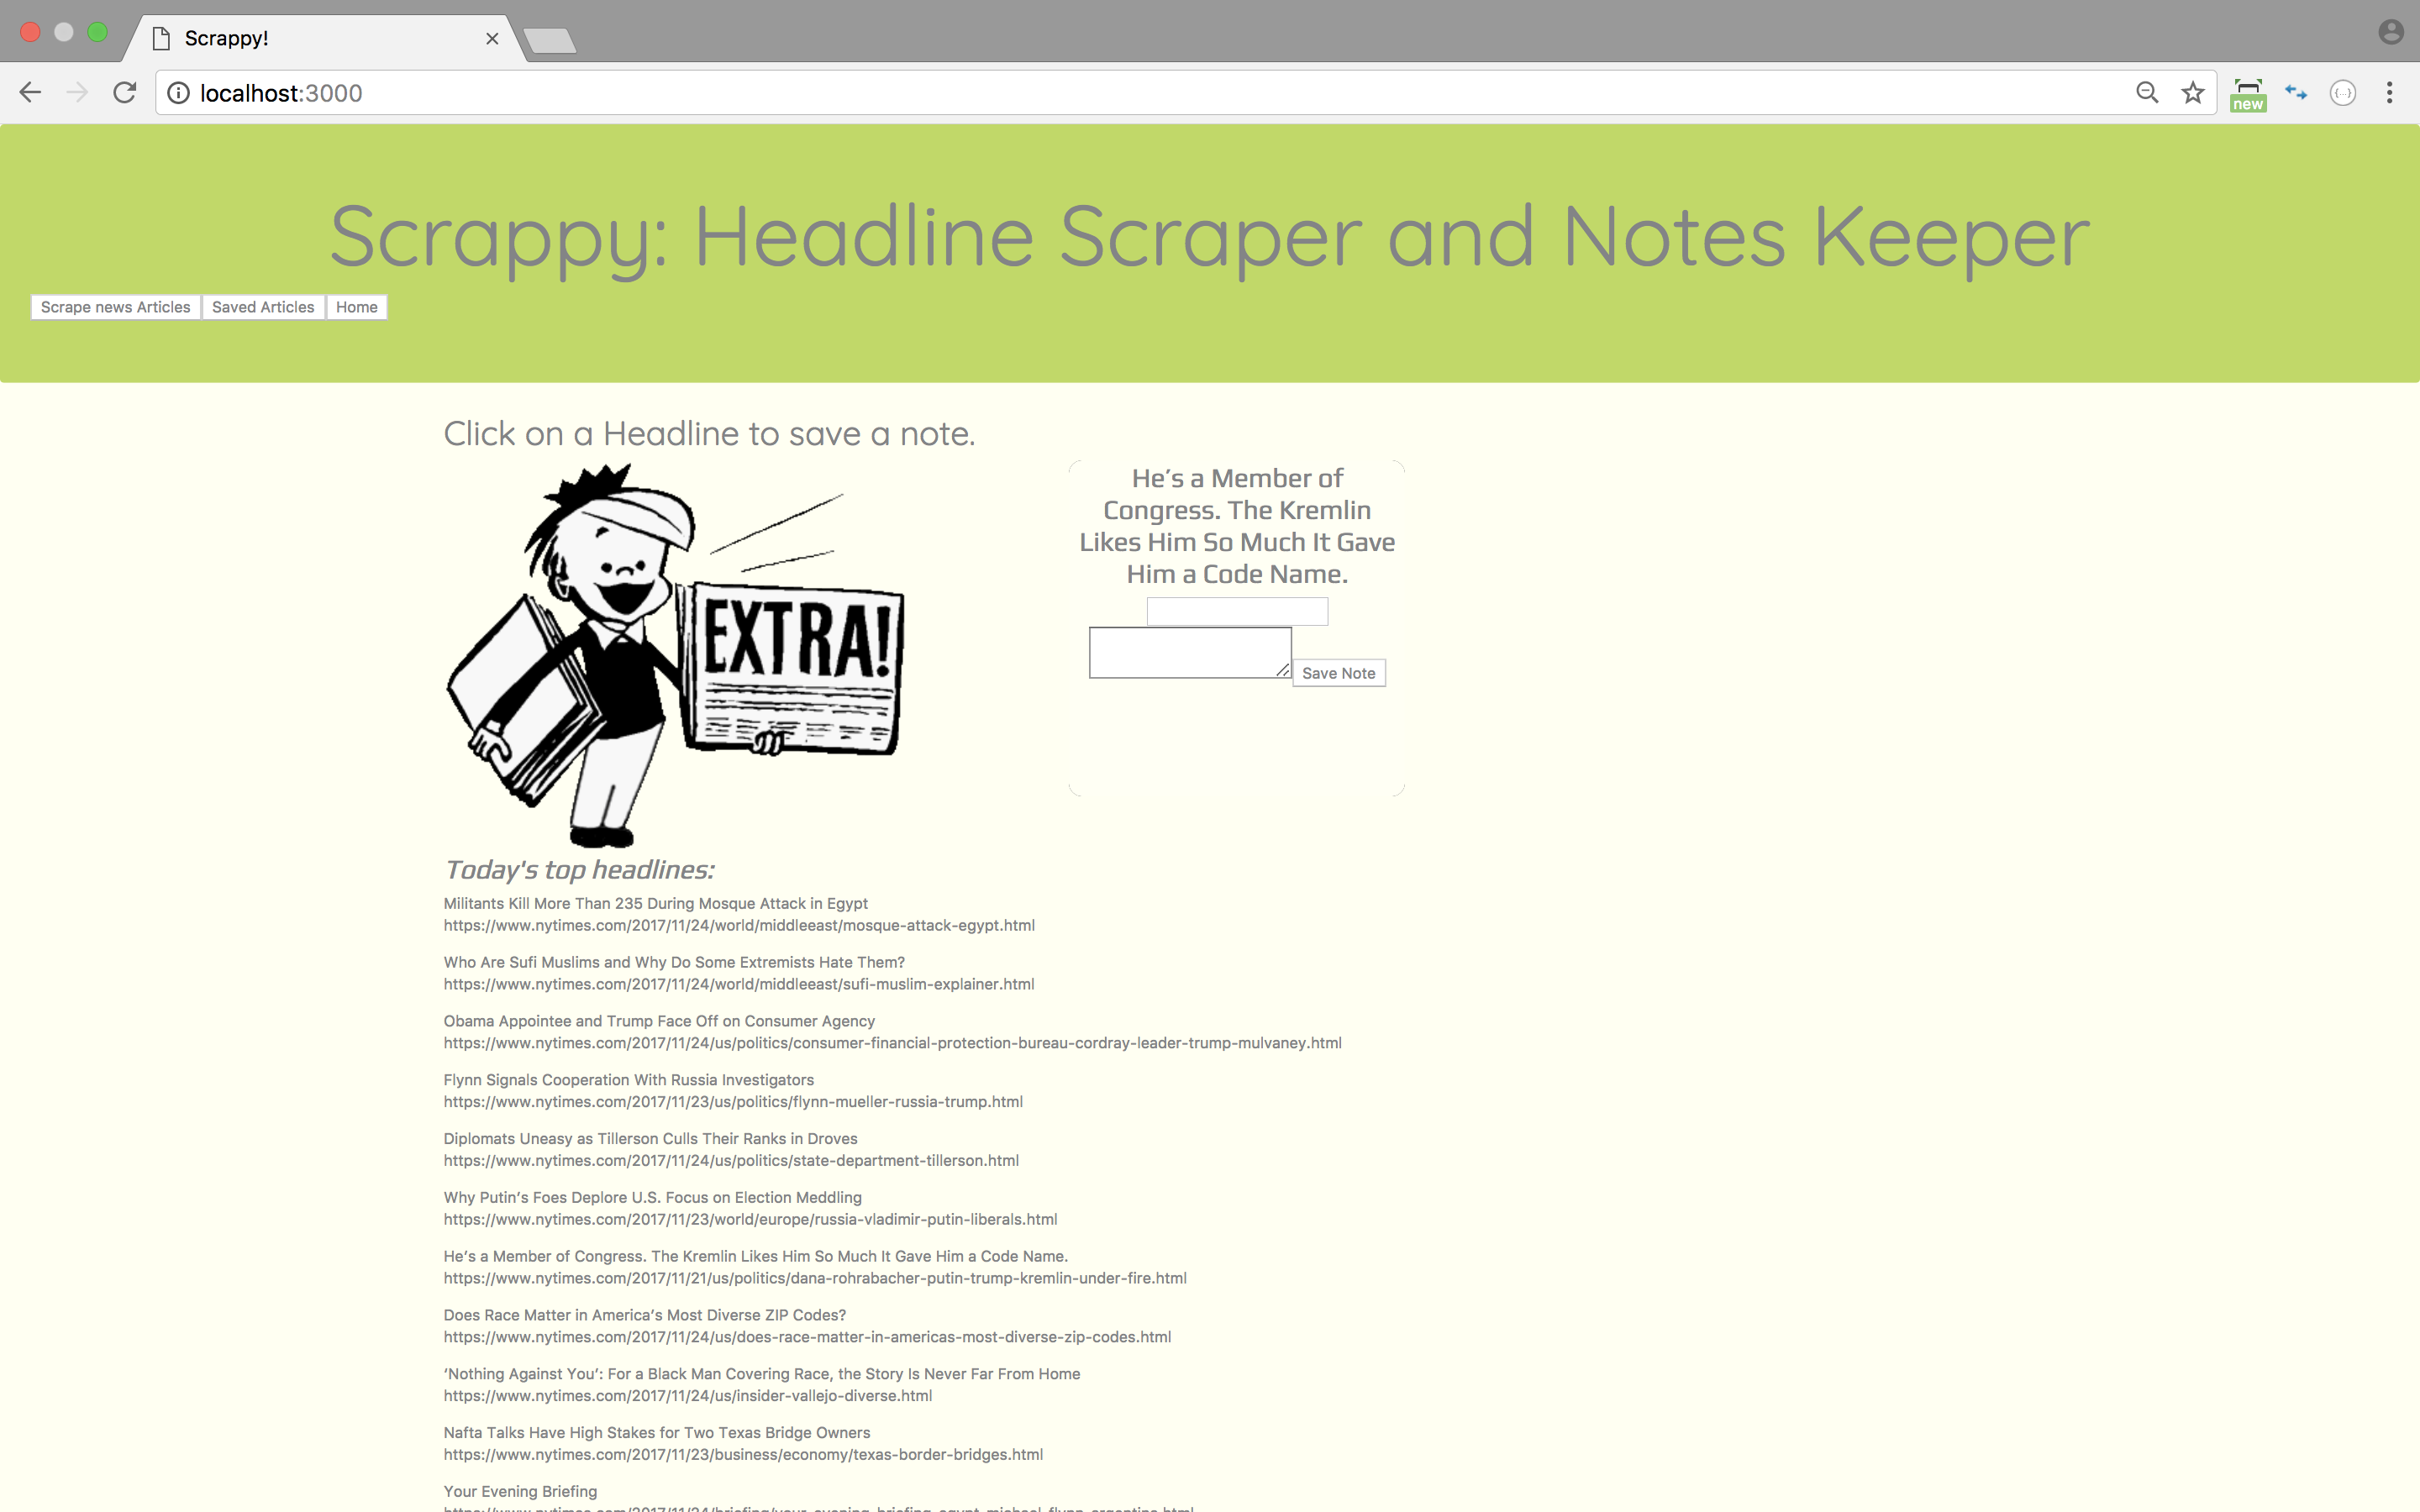 Scrappy!
localhost:3000
new
Scrappy: Headline Scraper and Notes Keeper
Scrape news Articles Saved Articles Home
Click on a Headline to save a note.
EXTRA!
He’s a Member of
Congress. The Kremlin
Likes Him So Much It Gave
Him a Code Name.
Save Note
Today's top headlines:
Militants Kill More Than 235 During Mosque Attack in Egypt
https://www.nytimes.com/2017/11/24/world/middleeast/mosque-attack-egypt.html
Who Are Sufi Muslims and Why Do Some Extremists Hate Them?
https://www.nytimes.com/2017/11/24/world/middleeast/sufi-muslim-explainer.html
Obama Appointee and Trump Face Off on Consumer Agency
https://www.nytimes.com/2017/11/24/us/politics/consumer-financial-protection-bureau-cordray-leader-trump-mulvaney.html
Flynn Signals Cooperation With Russia Investigators
https://www.nytimes.com/2017/11/23/us/politics/flynn-mueller-russia-trump.html
Diplomats Uneasy as Tillerson Culls Their Ranks in Droves
https://www.nytimes.com/2017/11/24/us/politics/state-department-tillerson.html
Why Putin’s Foes Deplore U.S. Focus on Election Meddling
https://www.nytimes.com/2017/11/23/world/europe/russia-vladimir-putin-liberals.html
He’s a Member of Congress. The Kremlin Likes Him So Much It Gave Him a Code Name.
https://www.nytimes.com/2017/11/21/us/politics/dana-rohrabacher-putin-trump-kremlin-under-fire.html
Does Race Matter in America’s Most Diverse ZIP Codes?
https://www.nytimes.com/2017/11/24/us/does-race-matter-in-americas-most-diverse-zip-codes.html
‘Nothing Against You’: For a Black Man Covering Race, the Story Is Never Far From Home
https://www.nytimes.com/2017/11/24/us/insider-vallejo-diverse.html
Nafta Talks Have High Stakes for Two Texas Bridge Owners
https://www.nytimes.com/2017/11/23/business/economy/texas-border-bridges.html
Your Evening Briefing